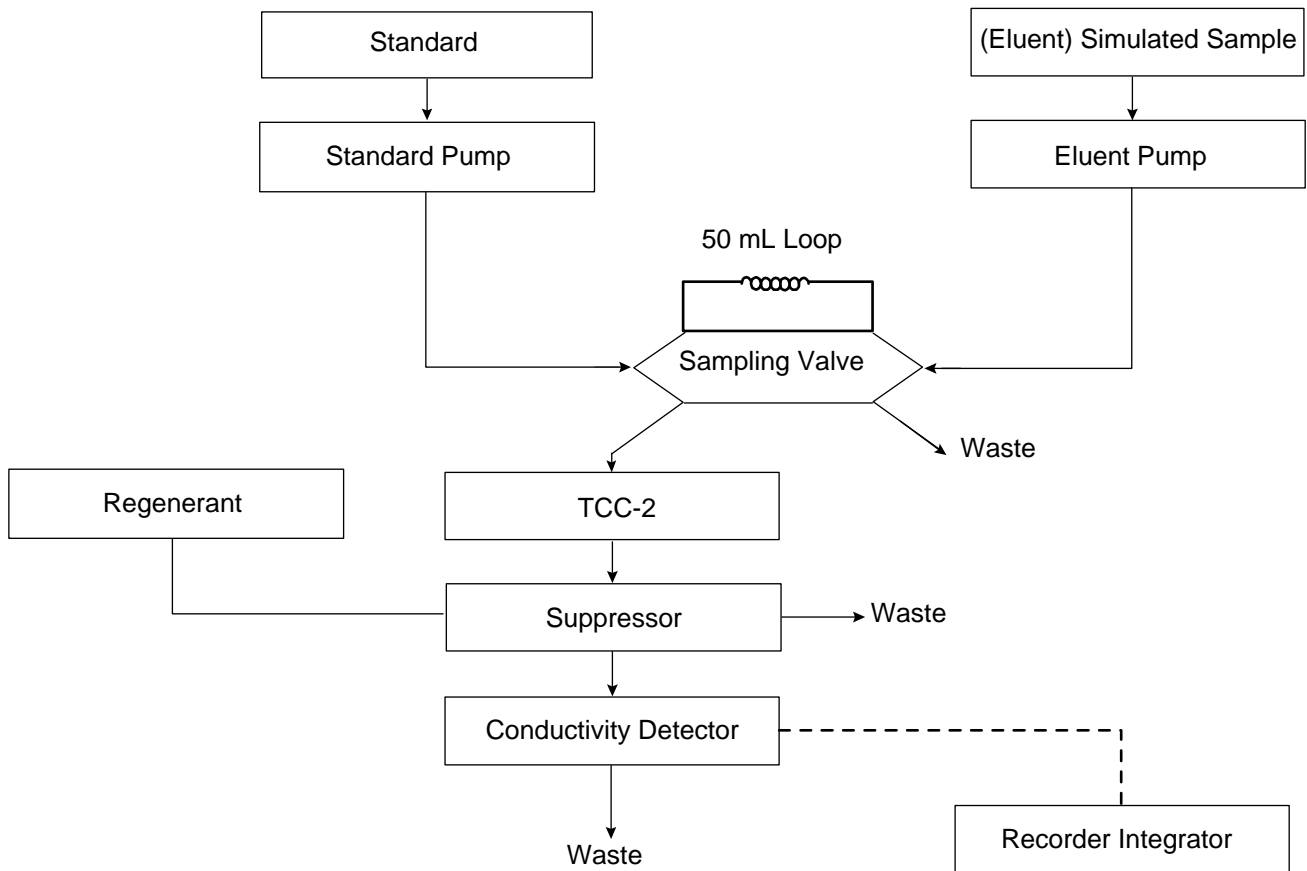 Standard
(Eluent) Simulated Sample
Standard Pump
Eluent Pump
50 mL Loop
Sampling Valve
Waste
Regenerant
TCC-2
Suppressor
Waste
Conductivity Detector
Recorder Integrator
Waste